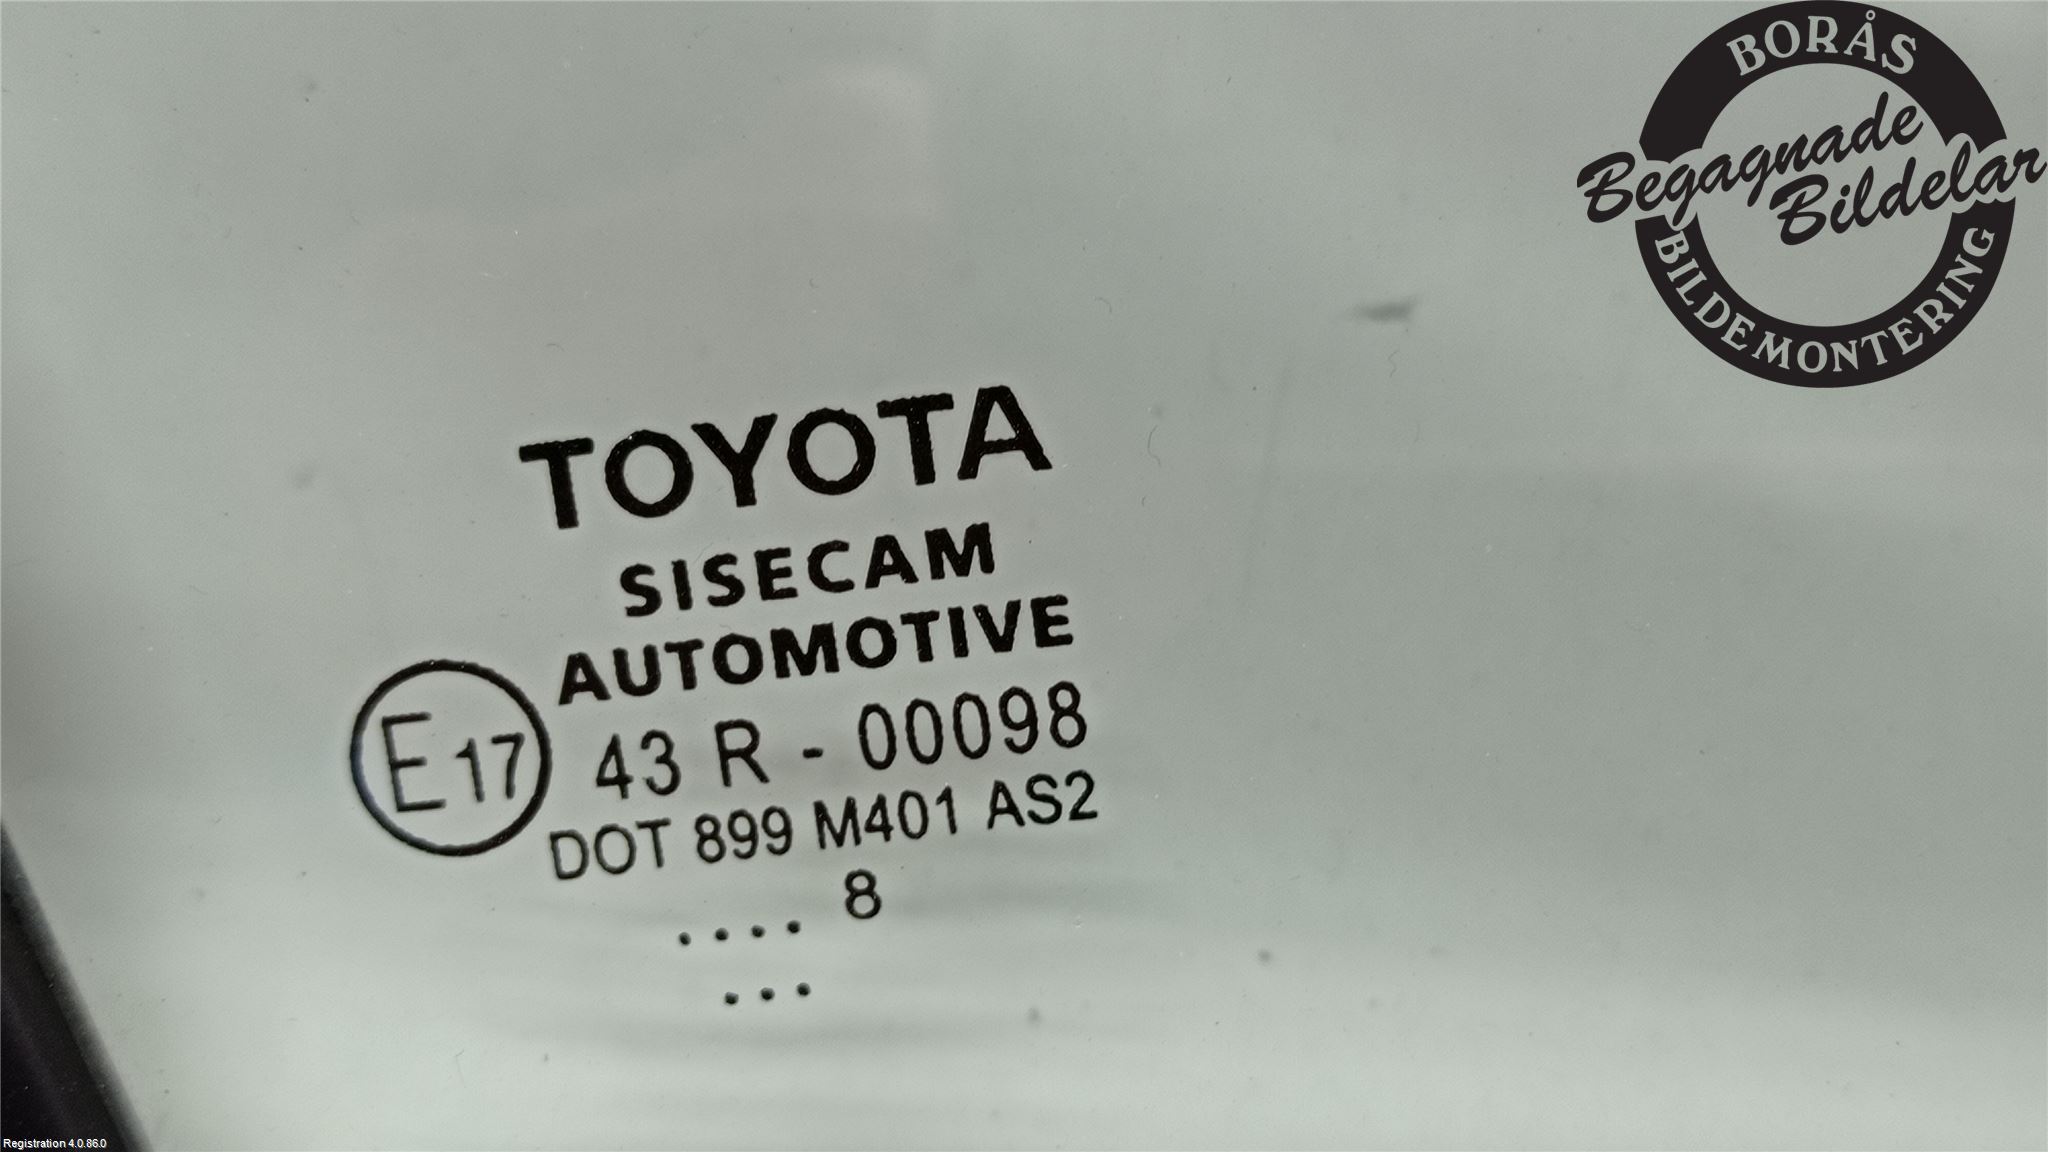 BORÅS
Begagnade
Bildelar
BILDEMONTERING
TOYOTA
SISECAM
AUTOMOTIVE
E17 43 R - 00098
DOT 899 M401 AS2
.... 8
...
Registration 4.0.86.0